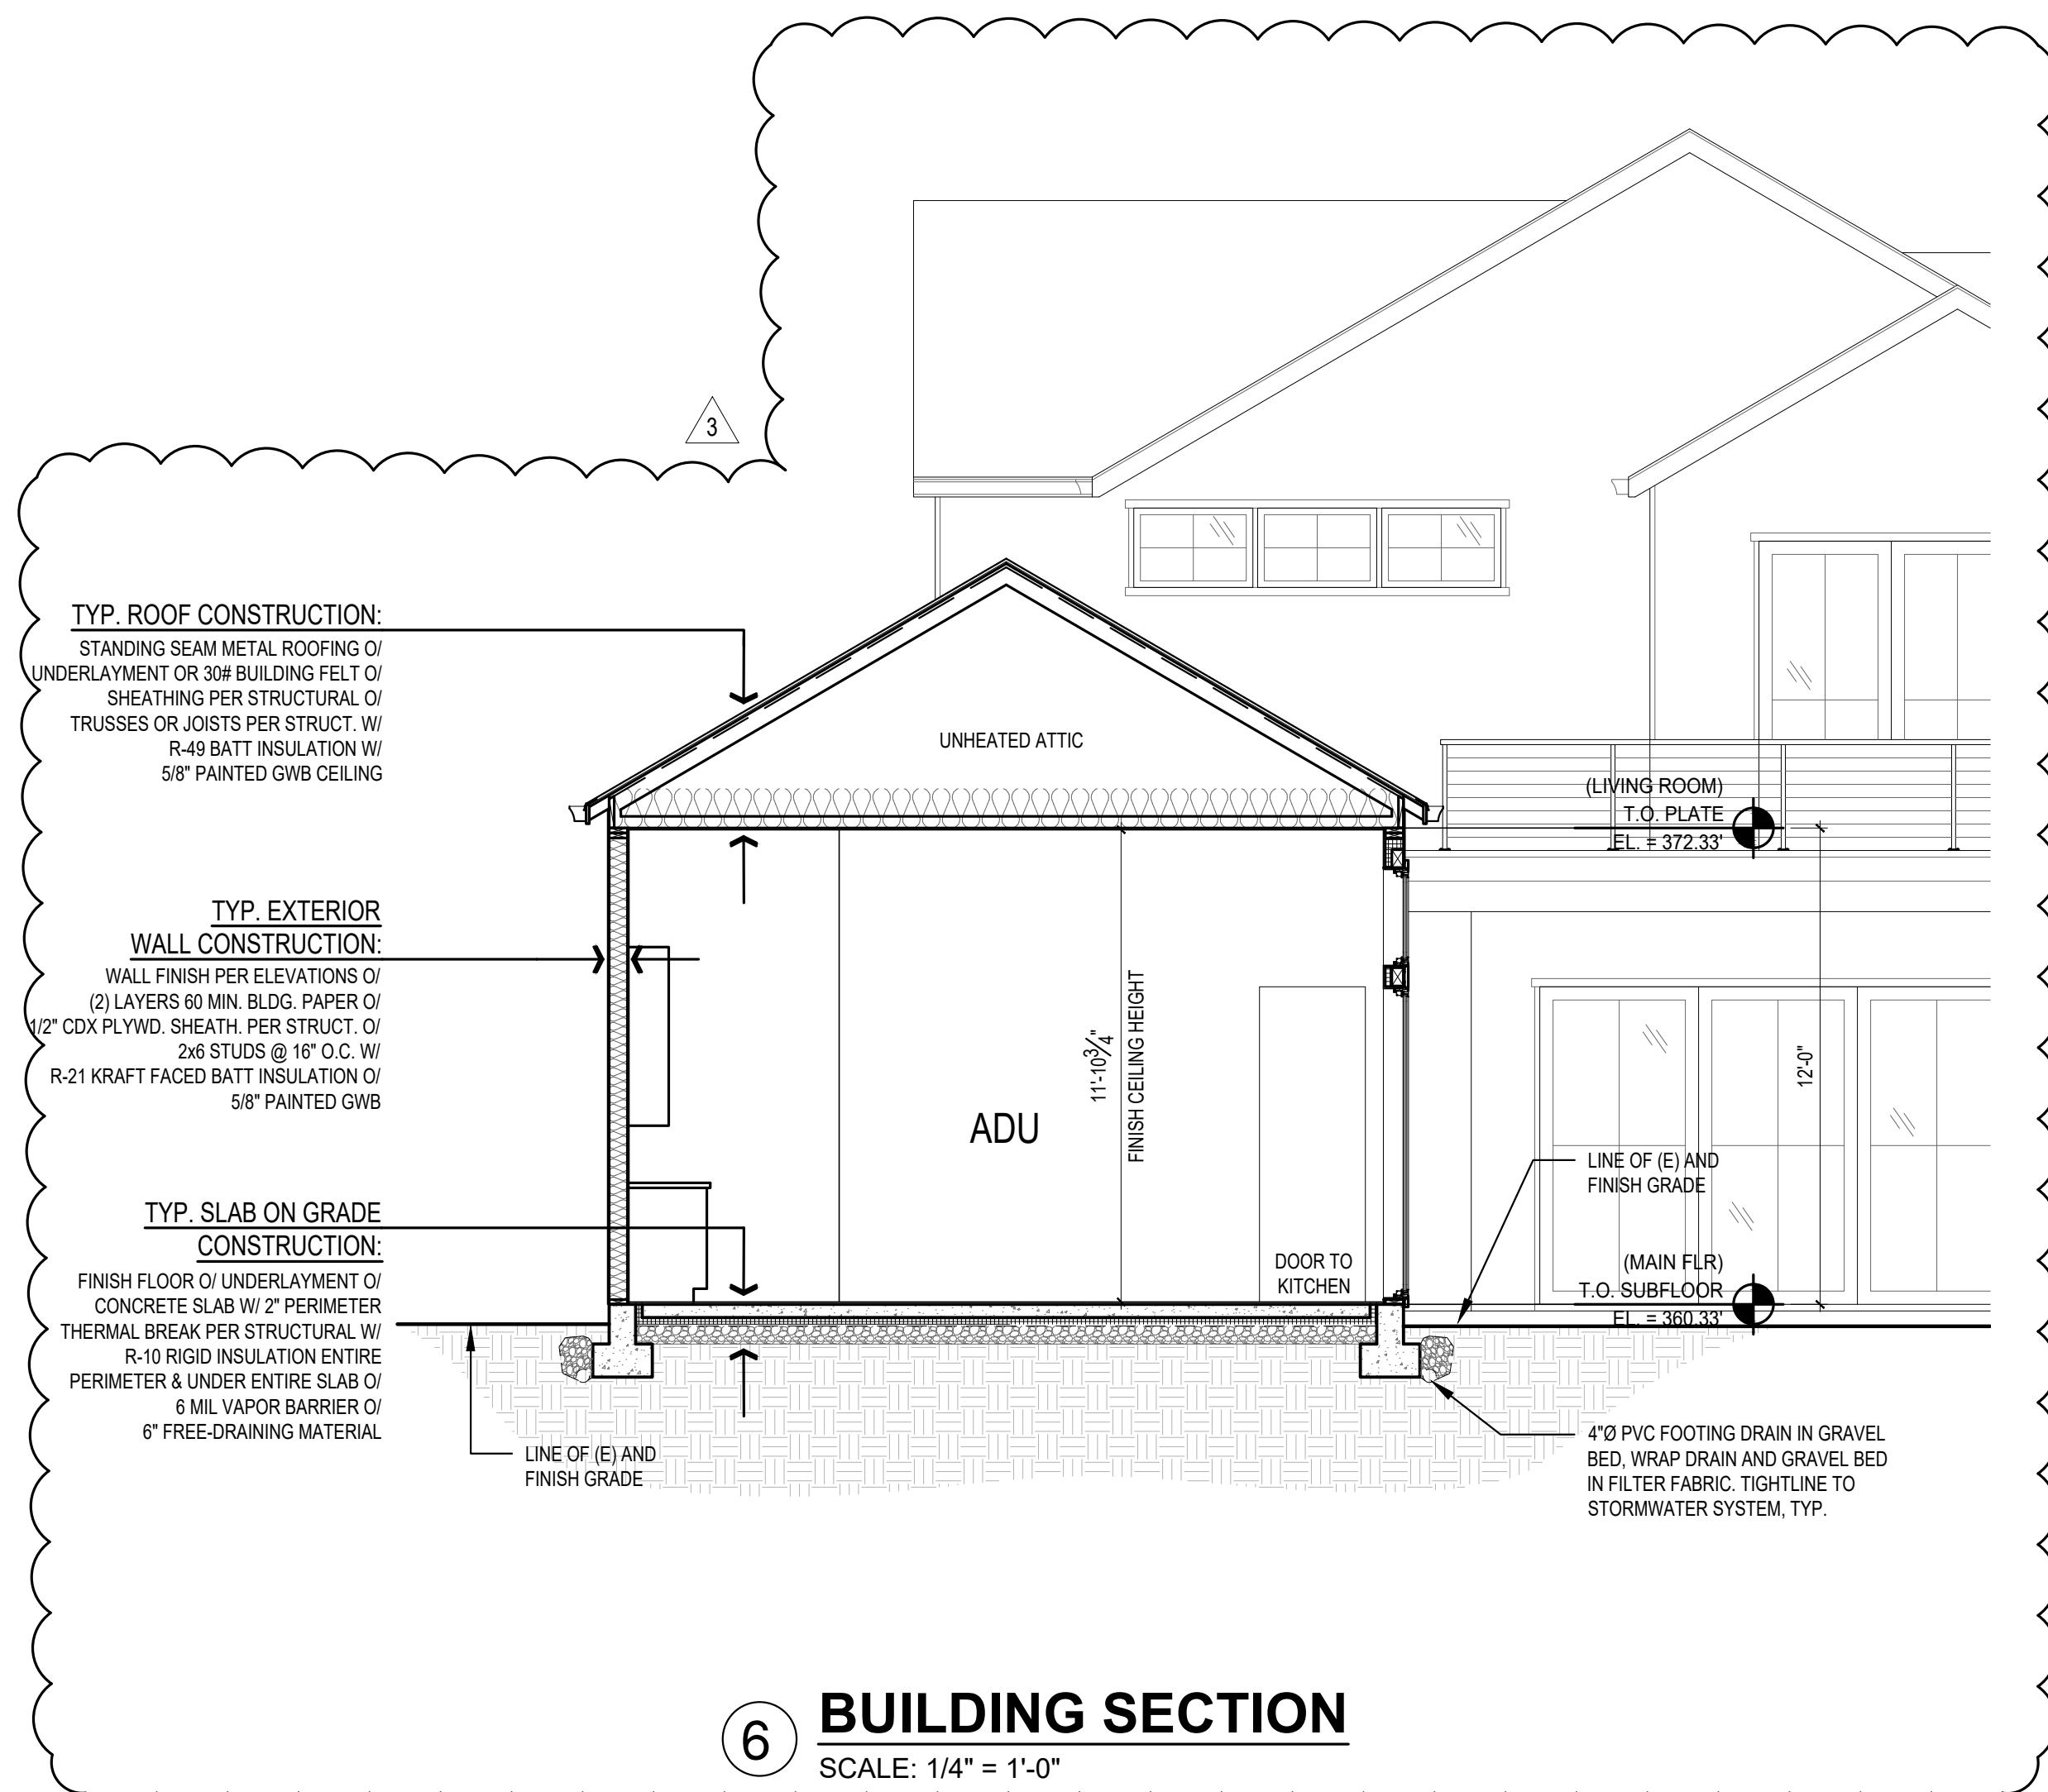 3
TYP. ROOF CONSTRUCTION:
STANDING SEAM METAL ROOFING O/
UNDERLAYMENT OR 30# BUILDING FELT O/
SHEATHING PER STRUCTURAL O/
TRUSSES OR JOISTS PER STRUCT. W/
R-49 BATT INSULATION W/
5/8" PAINTED GWB CEILING
UNHEATED ATTIC
(LIVING ROOM)
T.O. PLATE
EL. = 372.33'
TYP. EXTERIOR
WALL CONSTRUCTION:
WALL FINISH PER ELEVATIONS O/
(2) LAYERS 60 MIN. BLDG. PAPER O/
1/2" CDX PLYWD. SHEATH. PER STRUCT. O/
2x6 STUDS @ 16" O.C. W/
R-21 KRAFT FACED BATT INSULATION O/
5/8" PAINTED GWB
ADU
11'-10 3/4"
FINISH CEILING HEIGHT
12'-0"
LINE OF (E) AND
FINISH GRADE
TYP. SLAB ON GRADE
CONSTRUCTION:
FINISH FLOOR O/ UNDERLAYMENT O/
CONCRETE SLAB W/ 2" PERIMETER
THERMAL BREAK PER STRUCTURAL W/
R-10 RIGID INSULATION ENTIRE
PERIMETER & UNDER ENTIRE SLAB O/
6 MIL VAPOR BARRIER O/
6" FREE-DRAINING MATERIAL
DOOR TO
KITCHEN
(MAIN FLR)
T.O. SUBFLOOR
EL. = 360.33'
LINE OF (E) AND
FINISH GRADE
4"Ø PVC FOOTING DRAIN IN GRAVEL
BED, WRAP DRAIN AND GRAVEL BED
IN FILTER FABRIC. TIGHTLINE TO
STORMWATER SYSTEM, TYP.
6
BUILDING SECTION
SCALE: 1/4" = 1'-0"